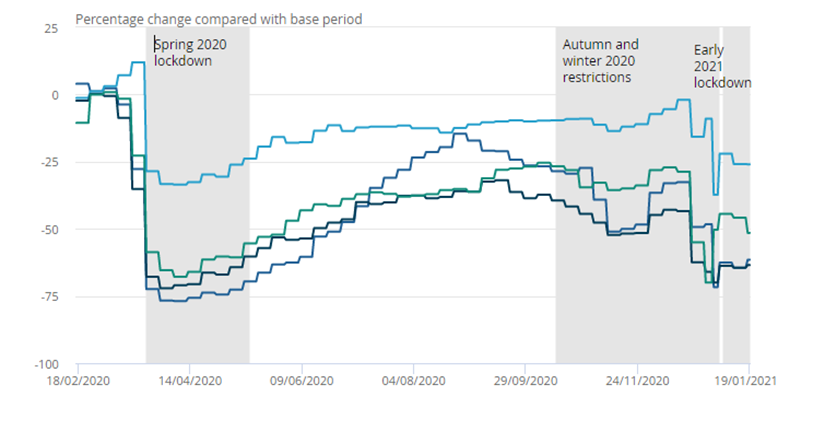 Percentage change compared with base period
25
Spring 2020
lockdown
Autumn and
winter 2020
restrictions
Early
2021
lockdown
0
-25
-50
-75
-100
18/02/2020
14/04/2020
09/06/2020
04/08/2020
29/09/2020
24/11/2020
19/01/2021